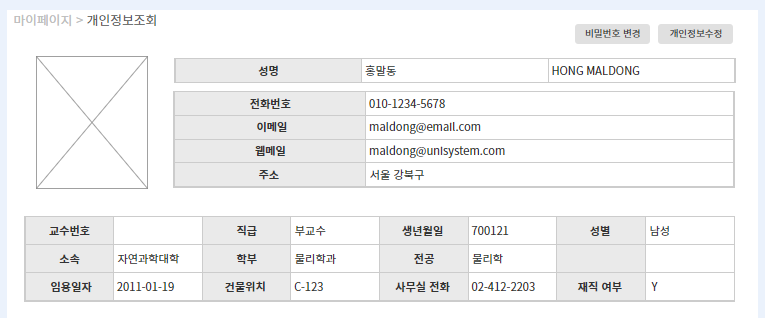 마이페이지 > 개인정보조회
비밀번호 변경 개인정보수정
성명 홍말동 HONG MALDONG
전화번호 010-1234-5678
이메일 maldong@email.com
웹메일 maldong@unisystem.com
주소 서울 강북구
교수번호 직급 부교수 생년월일 700121 성별 남성
소속 자연과학대학 학부 물리학과 전공 물리학
임용일자 2011-01-19 건물위치 C-123 사무실 전화 02-412-2203 재직 여부 Y